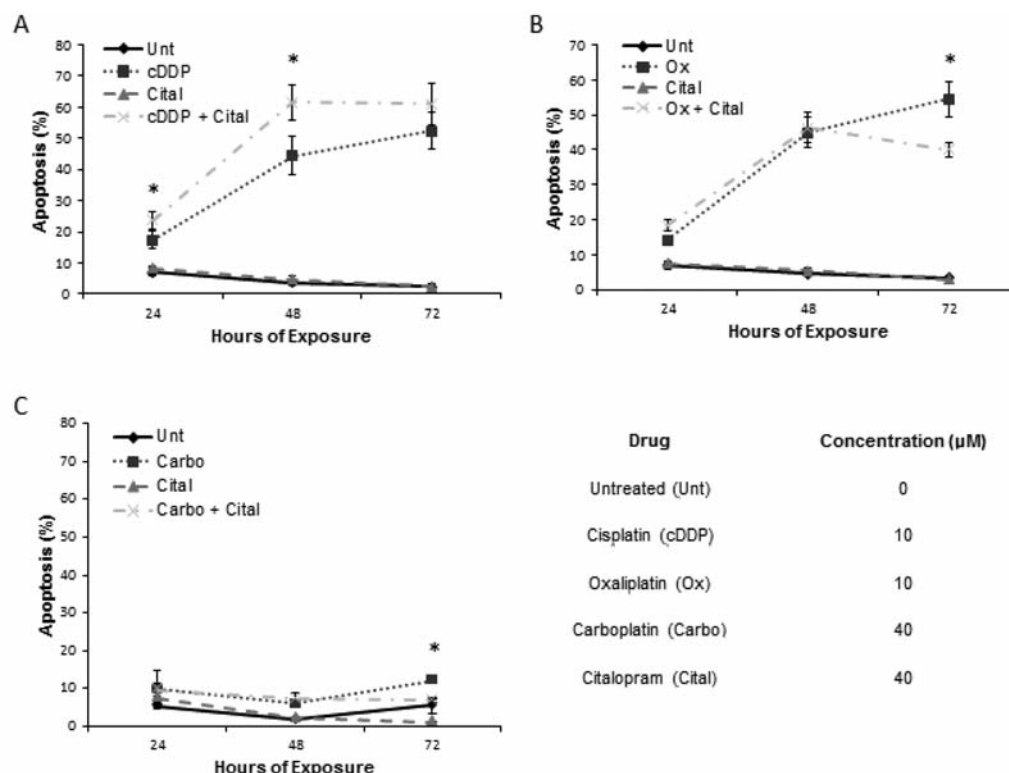 A
Unt
cDDP
Cital
cDDP + Cital
*
*
Apoptosis (%)
80
70
60
50
40
30
20
10
0
24 48 72
Hours of Exposure
B
Unt
Ox
Cital
Ox + Cital
*
Apoptosis (%)
70
60
50
40
30
20
10
0
24 48 72
Hours of Exposure
C
Unt
Carbo
Cital
Carbo + Cital
*
Apoptosis (%)
80
70
60
50
40
30
20
10
0
24 48 72
Hours of Exposure
Drug Concentration (µM)
Untreated (Unt) 0
Cisplatin (cDDP) 10
Oxaliplatin (Ox) 10
Carboplatin (Carbo) 40
Citalopram (Cital) 40